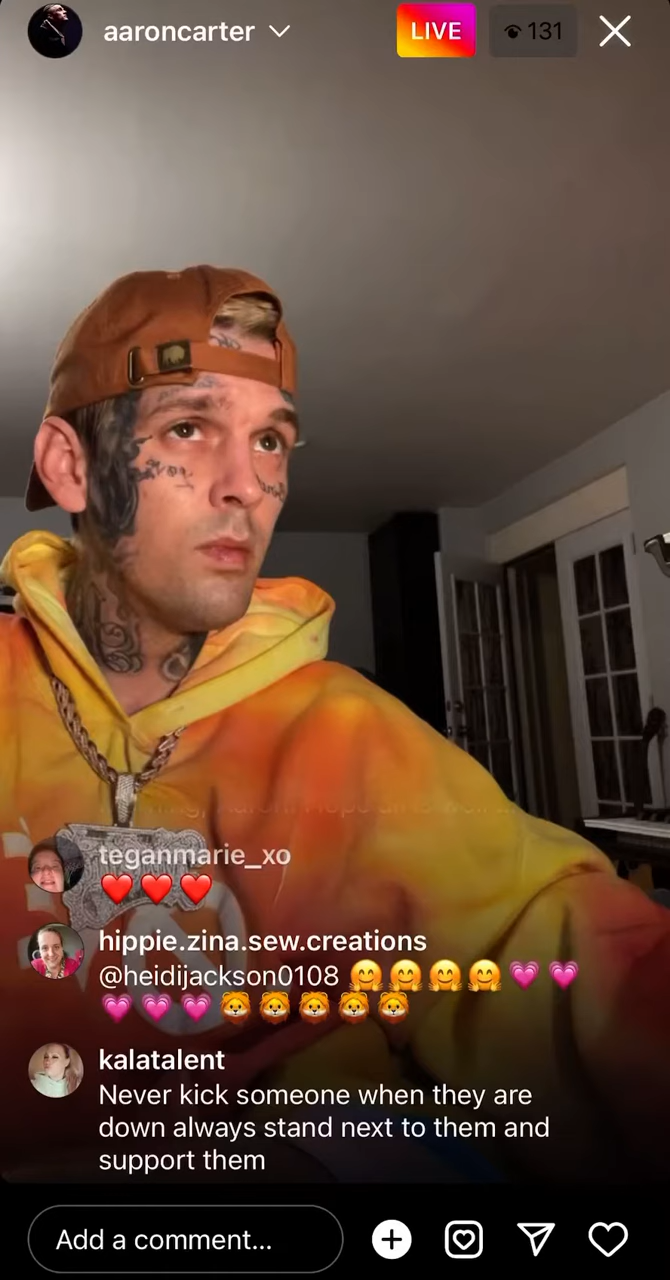 aaroncarter
LIVE
131
teganmarie_xo
❤️ ❤️ ❤️
hippie.zina.sew.creations
@heidijackson0108 🤗🤗🤗🤗💗💗
💗💗💗🦁🦁🦁🦁🦁
kalatalent
Never kick someone when they are
down always stand next to them and
support them
Add a comment...